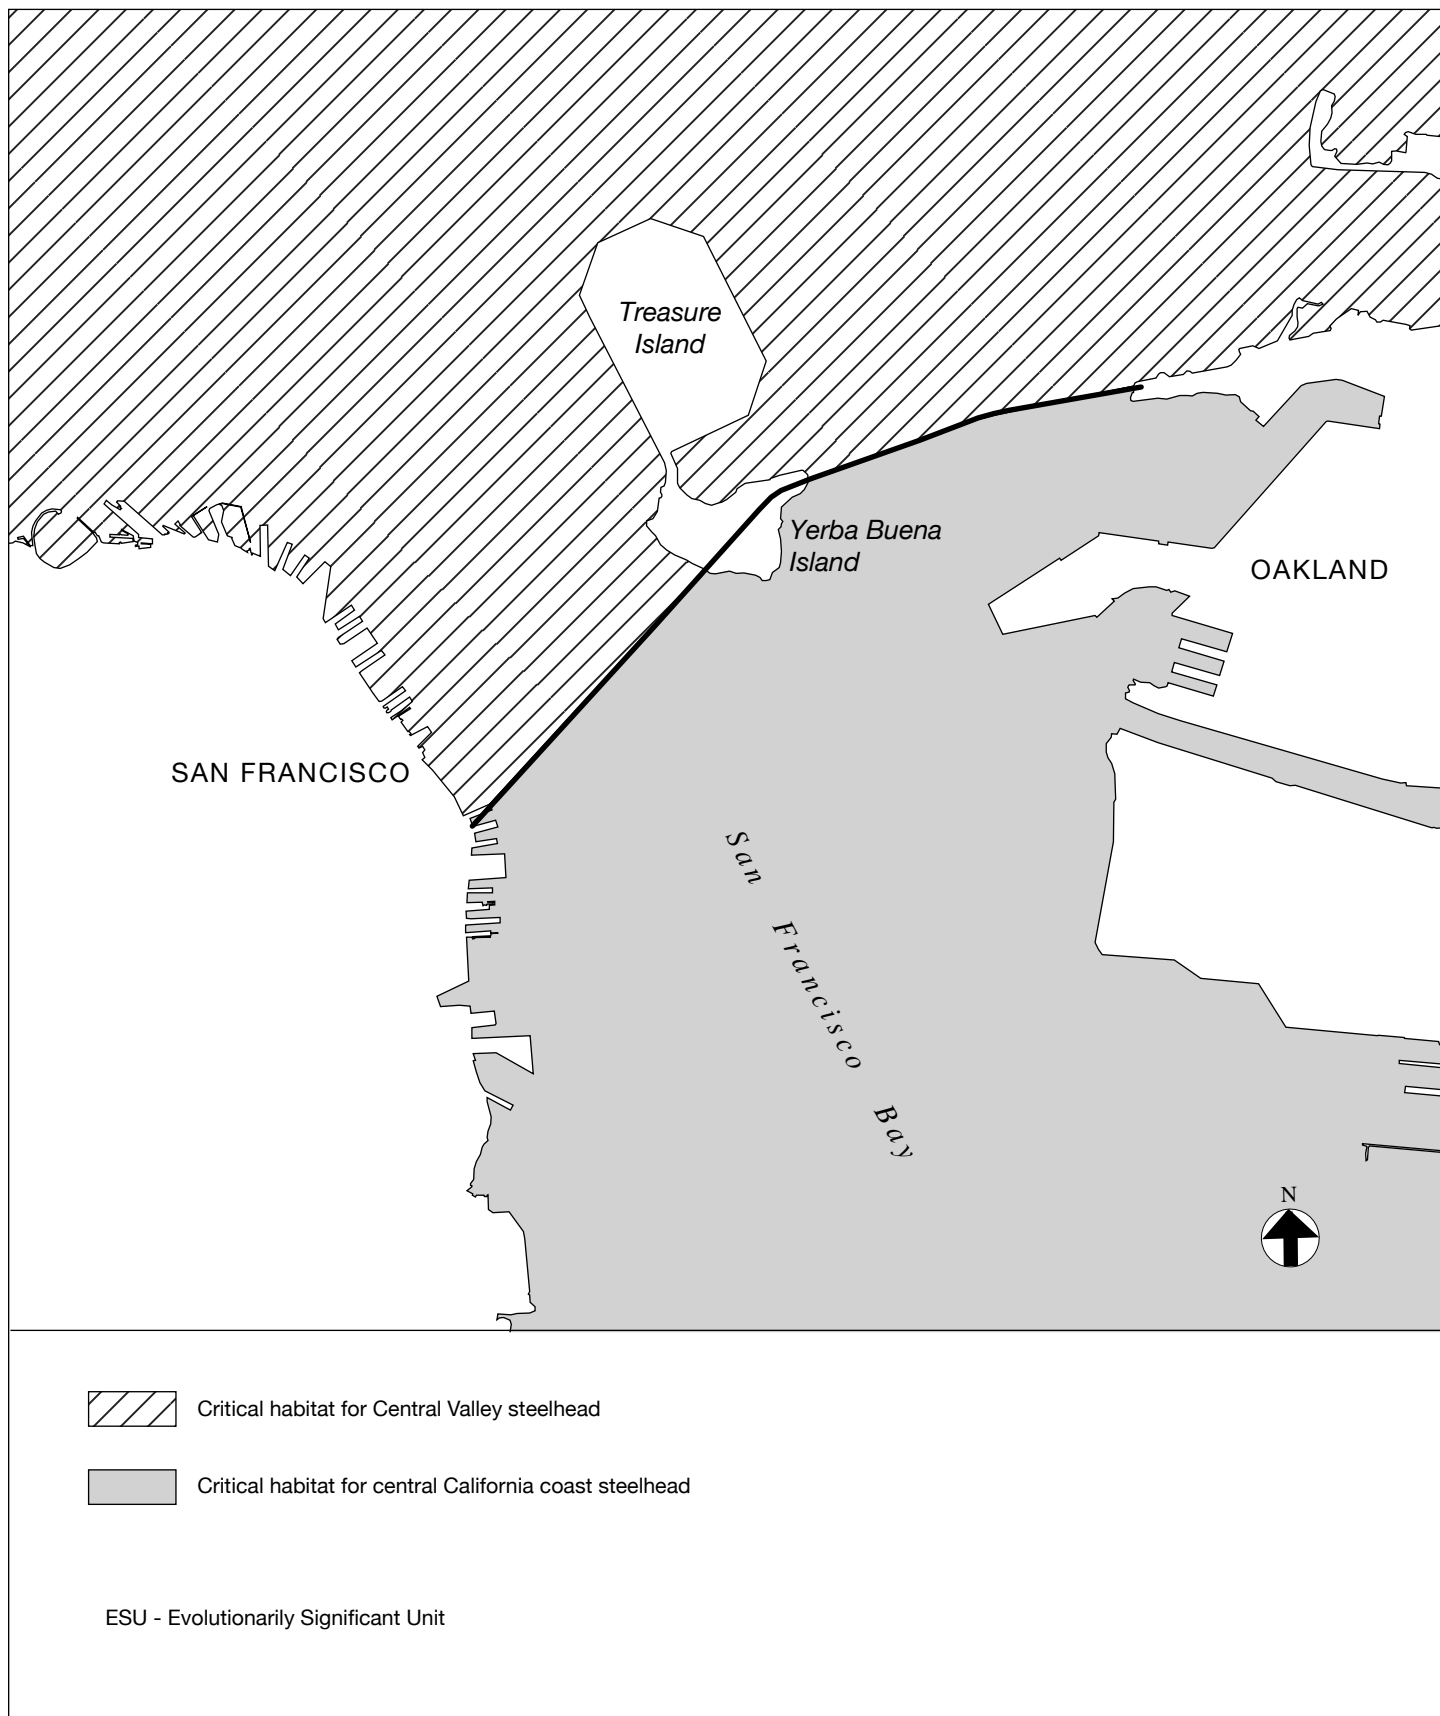 Treasure
Island
Yerba Buena
Island
OAKLAND
SAN FRANCISCO
San Francisco Bay
N
Critical habitat for Central Valley steelhead
Critical habitat for central California coast steelhead
ESU - Evolutionarily Significant Unit